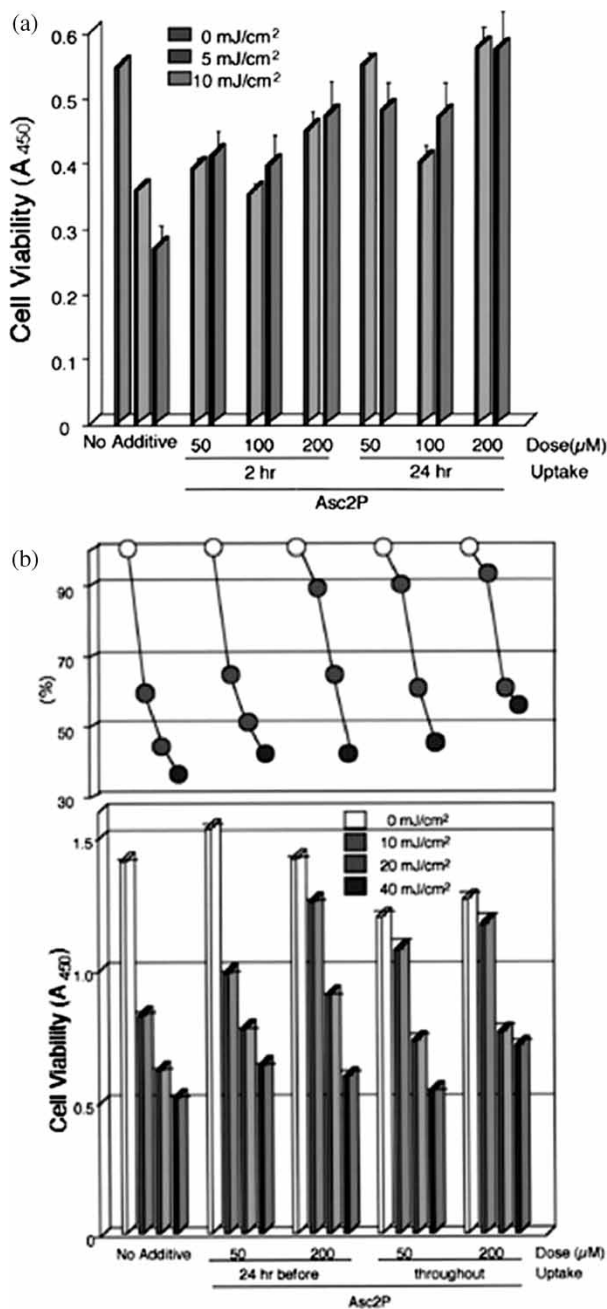 (a)
0.6
0.5
0.4
0.3
0.2
0.1
0
Cell Viability (A 450)
0 mJ/cm²
5 mJ/cm²
10 mJ/cm²
No Additive 50 100 200 50 100 200 Dose(μM)
2 hr 24 hr Uptake
Asc2P
(b)
90
70
50
30
(%)
1.5
1.0
0.5
0
Cell Viability (A 450)
0 mJ/cm²
10 mJ/cm²
20 mJ/cm²
40 mJ/cm²
No Additive 50 200 50 200 Dose (μM)
24 hr before throughout Uptake
Asc2P